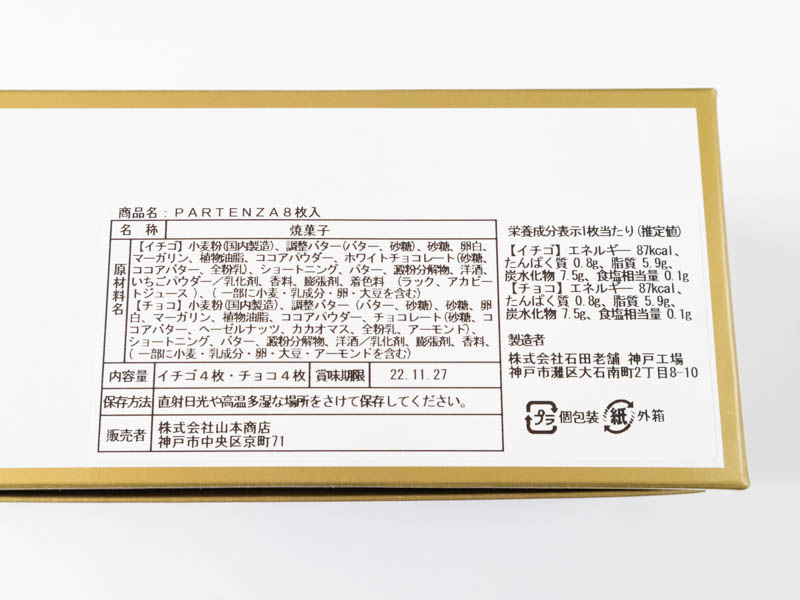 商品名：ＰＡＲＴＥＮＺＡ８枚入
名 称 焼菓子
原材料名
【イチゴ】小麦粉(国内製造)、調整バター(バター、砂糖)、砂糖、卵白、
マーガリン、植物油脂、ココアパウダー、ホワイトチョコレート(砂糖、
ココアバター、全粉乳)、ショートニング、バター、澱粉分解物、洋酒、
いちごパウダー／乳化剤、香料、膨張剤、着色料 (ラック、アカビー
トジュース)、(一部に小麦・乳成分・卵・大豆を含む)
【チョコ】小麦粉(国内製造)、調整バター (バター、砂糖)、砂糖、卵
白、マーガリン、植物油脂、ココアパウダー、チョコレート(砂糖、コ
コアバター、ヘーゼルナッツ、カカオマス、全粉乳、アーモンド)、
ショートニング、バター、澱粉分解物、洋酒／乳化剤、膨張剤、香料、
(一部に小麦・乳成分・卵・大豆・アーモンドを含む)
内容量 イチゴ４枚・チョコ４枚 賞味期限 22.11.27
保存方法 直射日光や高温多湿な場所をさけて保存してください。
販売者 株式会社山本商店
神戸市中央区京町71
栄養成分表示1枚当たり(推定値)
【イチゴ】エネルギー 87kcal、
たんぱく質 0.8g、脂質 5.9g、
炭水化物 7.5g、食塩相当量 0.1g
【チョコ】エネルギー 87kcal、
たんぱく質 0.8g、脂質 5.9g、
炭水化物 7.5g、食塩相当量 0.1g
製造者
株式会社石田老舗 神戸工場
神戸市灘区大石南町2丁目8-10
プラ 個包装 紙 外箱